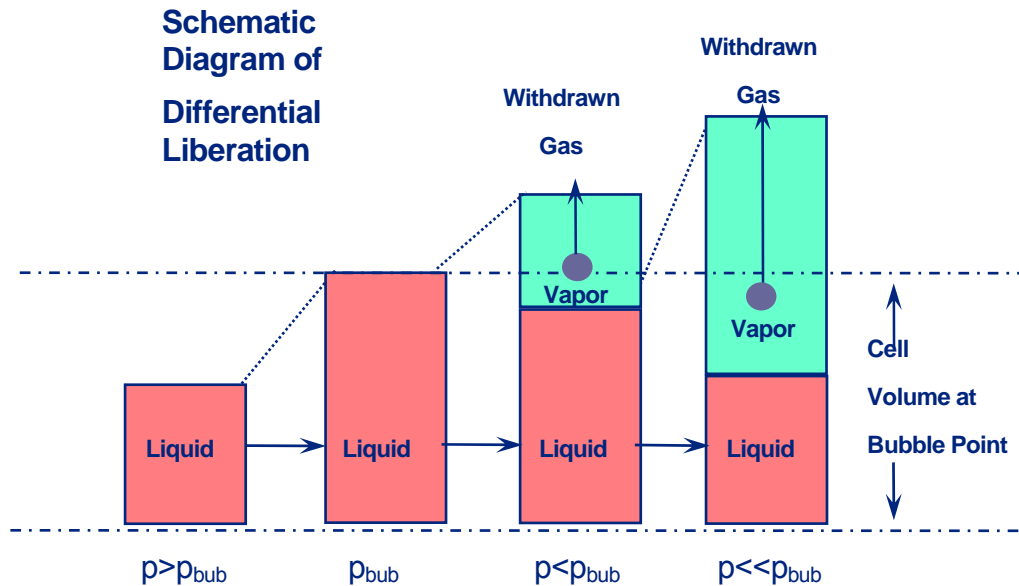 Schematic
Diagram of
Differential
Liberation
Withdrawn
Gas
Withdrawn
Gas
Vapor
Vapor
Cell
Volume at
Bubble Point
Liquid
Liquid
Liquid
Liquid
p>pbub
pbub
p<pbub
p<<pbub